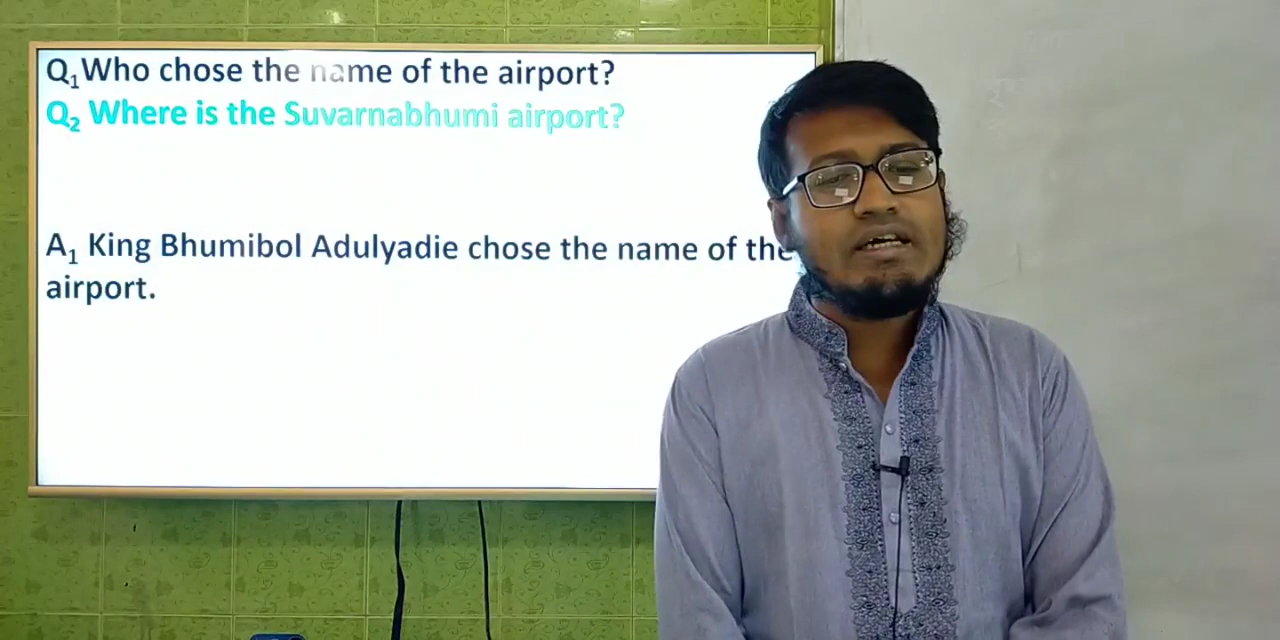 Q₁Who chose the name of the airport?
Q₂ Where is the Suvarnabhumi airport?
A₁ King Bhumibol Adulyadie chose the name of the
airport.